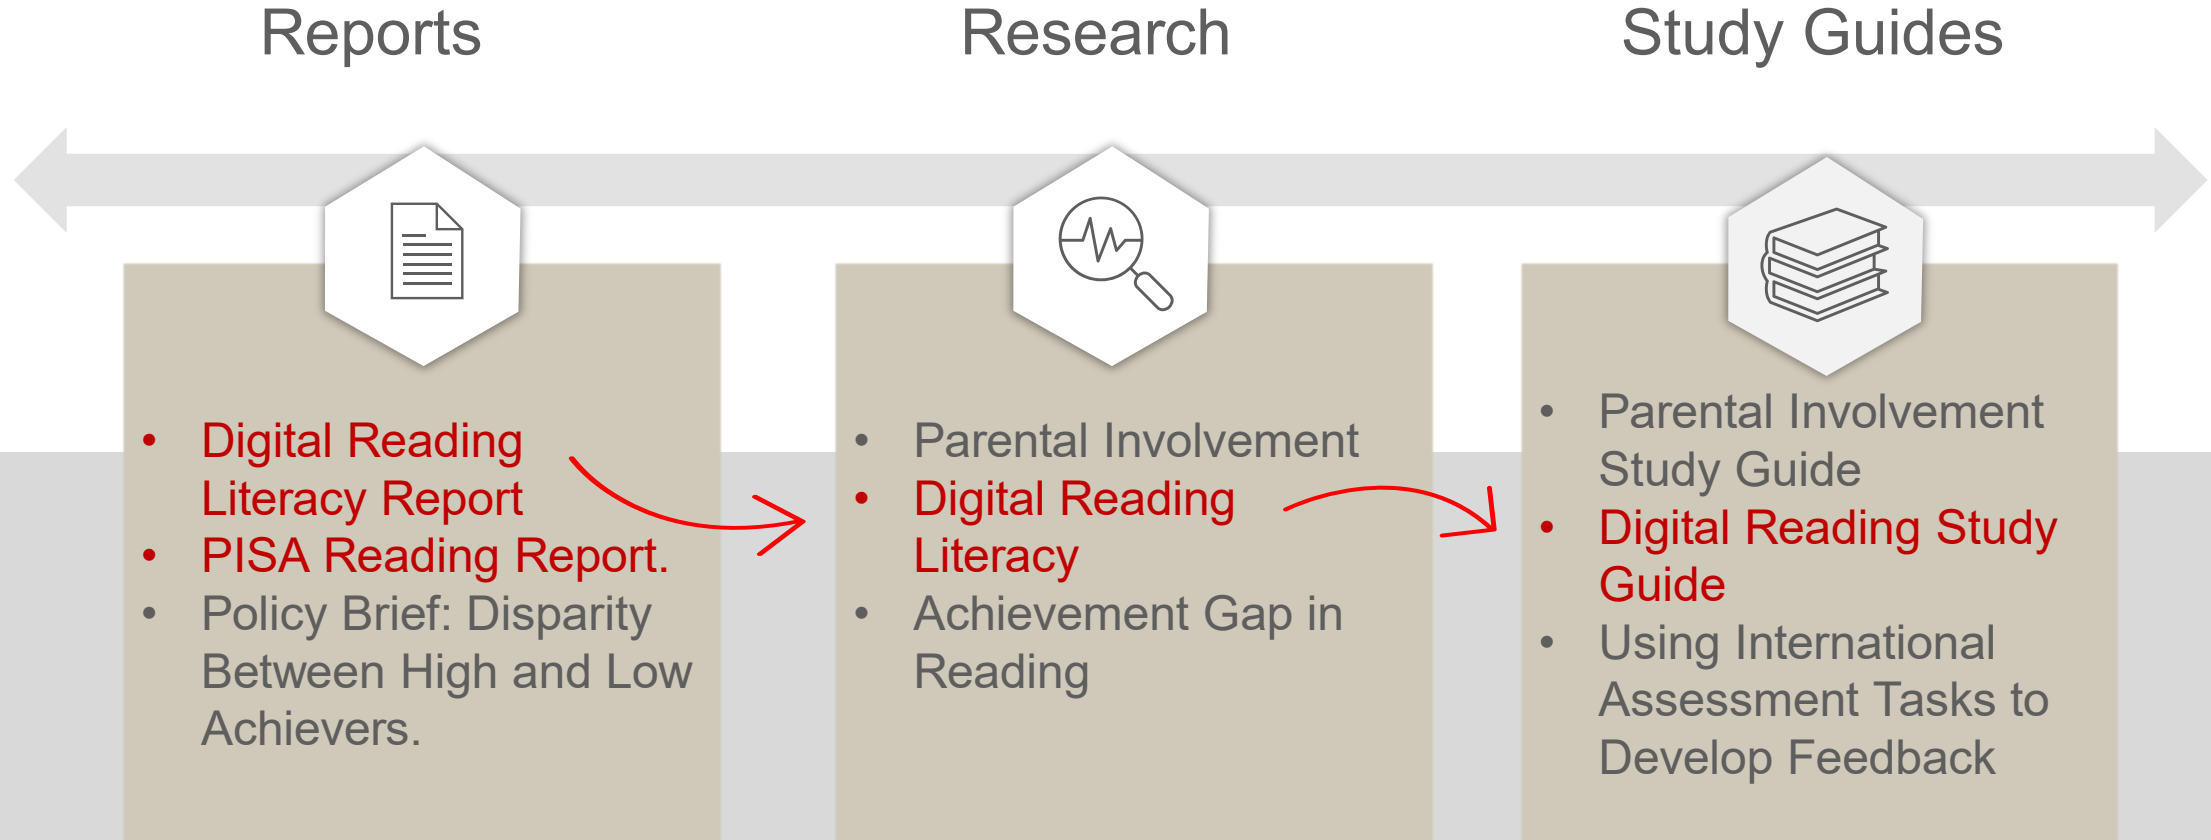 Reports
Research
Study Guides
• Digital Reading
Literacy Report
• PISA Reading Report.
• Policy Brief: Disparity
Between High and Low
Achievers.
• Parental Involvement
• Digital Reading
Literacy
• Achievement Gap in
Reading
• Parental Involvement
Study Guide
• Digital Reading Study
Guide
• Using International
Assessment Tasks to
Develop Feedback